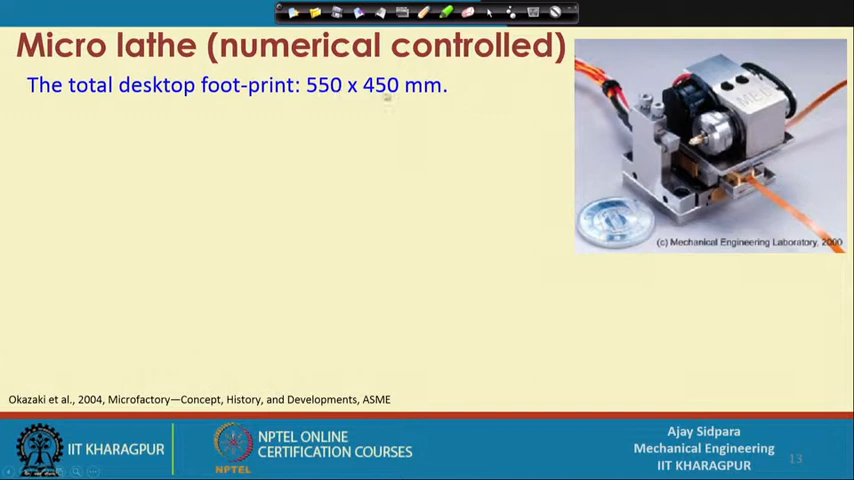 Micro lathe (numerical controlled)
The total desktop foot-print: 550 x 450 mm.
MEL
(c) Mechanical Engineering Laboratory, 2000
Okazaki et al., 2004, Microfactory—Concept, History, and Developments, ASME
IIT KHARAGPUR
NPTEL
NPTEL ONLINE
CERTIFICATION COURSES
Ajay Sidpara
Mechanical Engineering
IIT KHARAGPUR
13